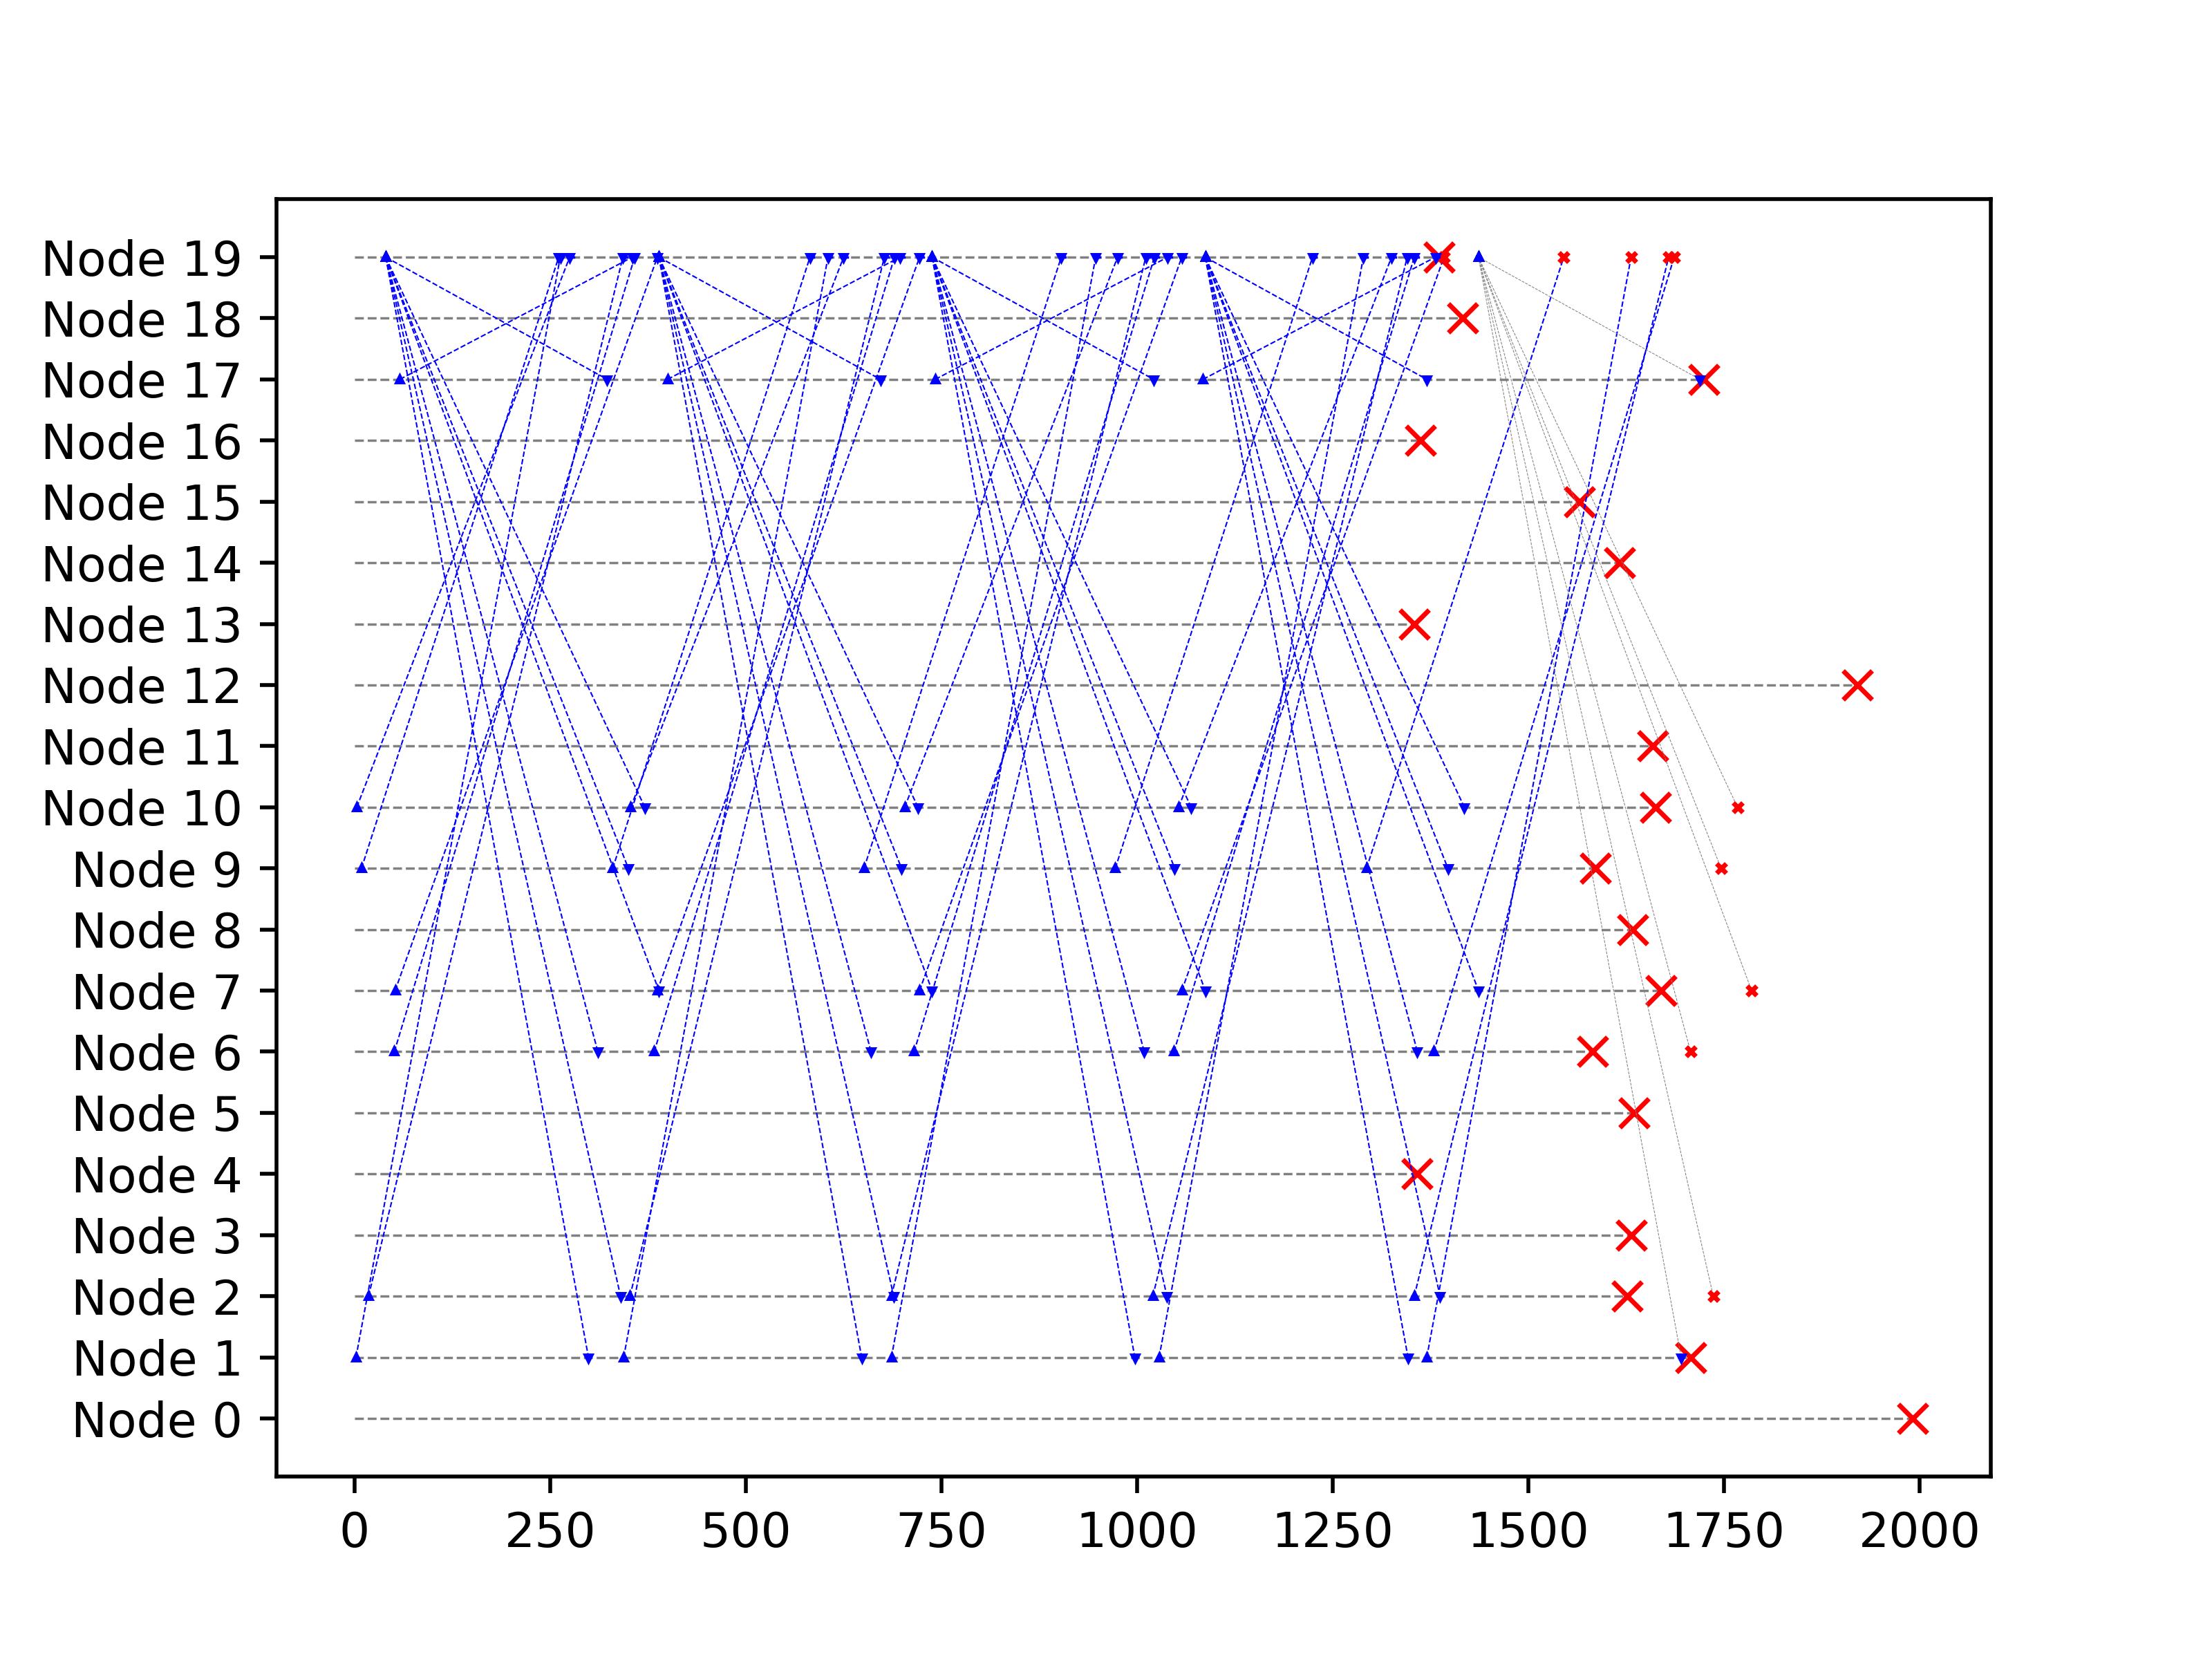 Node 19
Node 18
Node 17
Node 16
Node 15
Node 14
Node 13
Node 12
Node 11
Node 10
Node 9
Node 8
Node 7
Node 6
Node 5
Node 4
Node 3
Node 2
Node 1
Node 0
0 250 500 750 1000 1250 1500 1750 2000